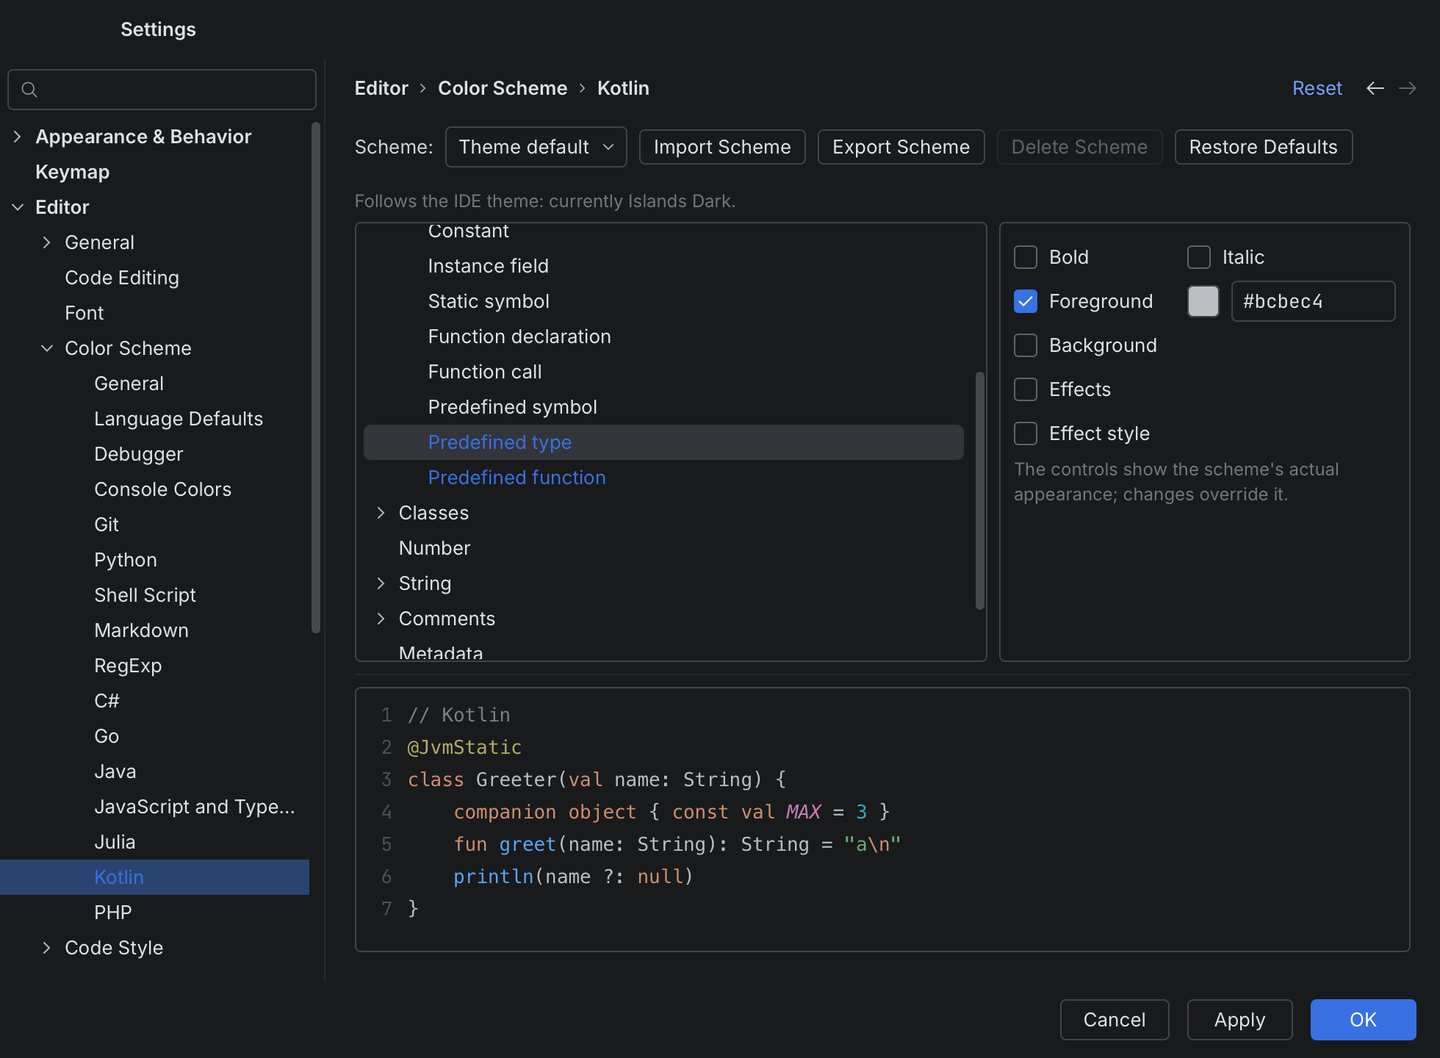 Settings
Editor › Color Scheme › Kotlin
Reset
Scheme: Theme default Import Scheme Export Scheme Delete Scheme Restore Defaults
Follows the IDE theme: currently Islands Dark.
Appearance & Behavior
Keymap
Editor
General
Code Editing
Font
Color Scheme
General
Language Defaults
Debugger
Console Colors
Git
Python
Shell Script
Markdown
RegExp
C#
Go
Java
JavaScript and Type...
Julia
Kotlin
PHP
Code Style
Constant
Instance field
Static symbol
Function declaration
Function call
Predefined symbol
Predefined type
Predefined function
Classes
Number
String
Comments
Metadata
Bold Italic
Foreground #bcbec4
Background
Effects
Effect style
The controls show the scheme's actual
appearance; changes override it.
1 // Kotlin
2 @JvmStatic
3 class Greeter(val name: String) {
4     companion object { const val MAX = 3 }
5     fun greet(name: String): String = "a\n"
6     println(name ?: null)
7 }
Cancel Apply OK